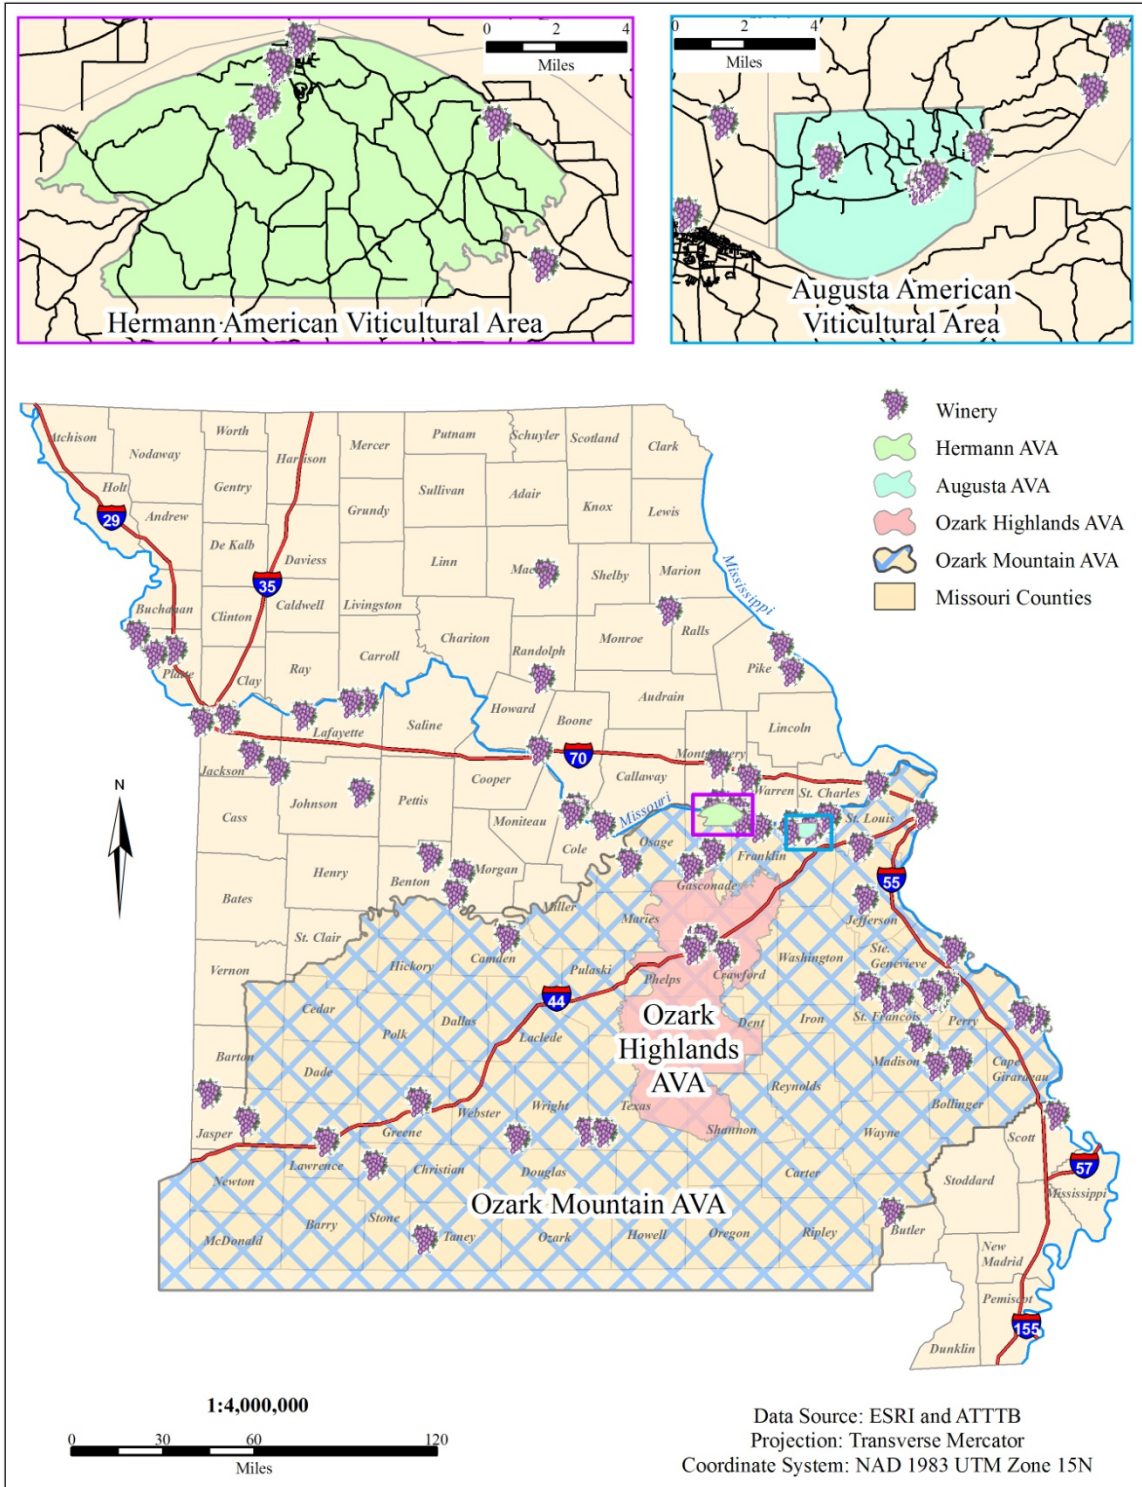 0 2 4
Miles
Hermann American Viticultural Area
0 2 4
Miles
Augusta American
Viticultural Area
Winery
Hermann AVA
Augusta AVA
Ozark Highlands AVA
Ozark Mountain AVA
Missouri Counties
Atchison
Nodaway
Worth
Harrison
Mercer
Putnam
Schuyler
Scotland
Clark
Holt
Gentry
Sullivan
Adair
Knox
Lewis
29
Andrew
Grundy
De Kalb
Daviess
Linn
Macon
Shelby
Marion
Mississippi
35
Buchanan
Clinton
Caldwell
Livingston
Chariton
Randolph
Monroe
Ralls
Platte
Clay
Ray
Carroll
Pike
Audrain
Howard
Boone
Lincoln
Lafayette
Saline
70
Montgomery
Jackson
Cooper
Callaway
Warren
St. Charles
N
Johnson
Pettis
Missouri
St. Louis
Cass
Moniteau
Cole
Osage
Franklin
Henry
Benton
Morgan
Gasconade
55
Bates
Miller
Maries
Jefferson
St. Clair
Camden
Washington
Ste.
Genevieve
Vernon
Hickory
Pulaski
Phelps
Crawford
44
Cedar
Dallas
Ozark
Highlands
AVA
Dent
Iron
St. Francois
Perry
Polk
Laclede
Barton
Dade
Madison
Cape
Girardeau
Reynolds
Webster
Wright
Texas
Shannon
Bollinger
Jasper
Greene
Wayne
Scott
Lawrence
Christian
Douglas
Carter
57
Newton
Stoddard
Mississippi
Ozark Mountain AVA
Barry
Stone
Taney
Ozark
Howell
Oregon
Ripley
Butler
McDonald
New
Madrid
Pemiscot
155
Dunklin
1:4,000,000
0 30 60 120
Miles
Data Source: ESRI and ATTTB
Projection: Transverse Mercator
Coordinate System: NAD 1983 UTM Zone 15N